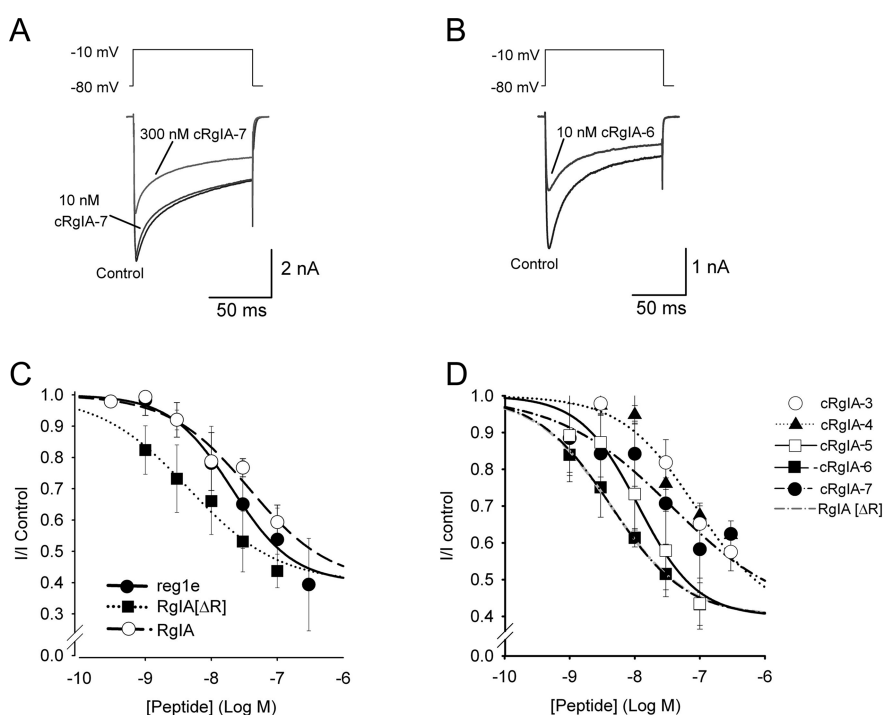 A
-10 mV
-80 mV
300 nM cRgIA-7
10 nM
cRgIA-7
Control
2 nA
50 ms
B
-10 mV
-80 mV
10 nM cRgIA-6
Control
1 nA
50 ms
C
1.0
0.9
0.8
0.7
0.6
0.5
0.4
0.3
0.0
I/I Control
reg1e
RgIA[ΔR]
RgIA
-10 -9 -8 -7 -6
[Peptide] (Log M)
D
1.0
0.9
0.8
0.7
0.6
0.5
0.4
0.0
I/I control
cRgIA-3
cRgIA-4
cRgIA-5
cRgIA-6
cRgIA-7
RgIA [ΔR]
-10 -9 -8 -7 -6
[Peptide] (Log M)